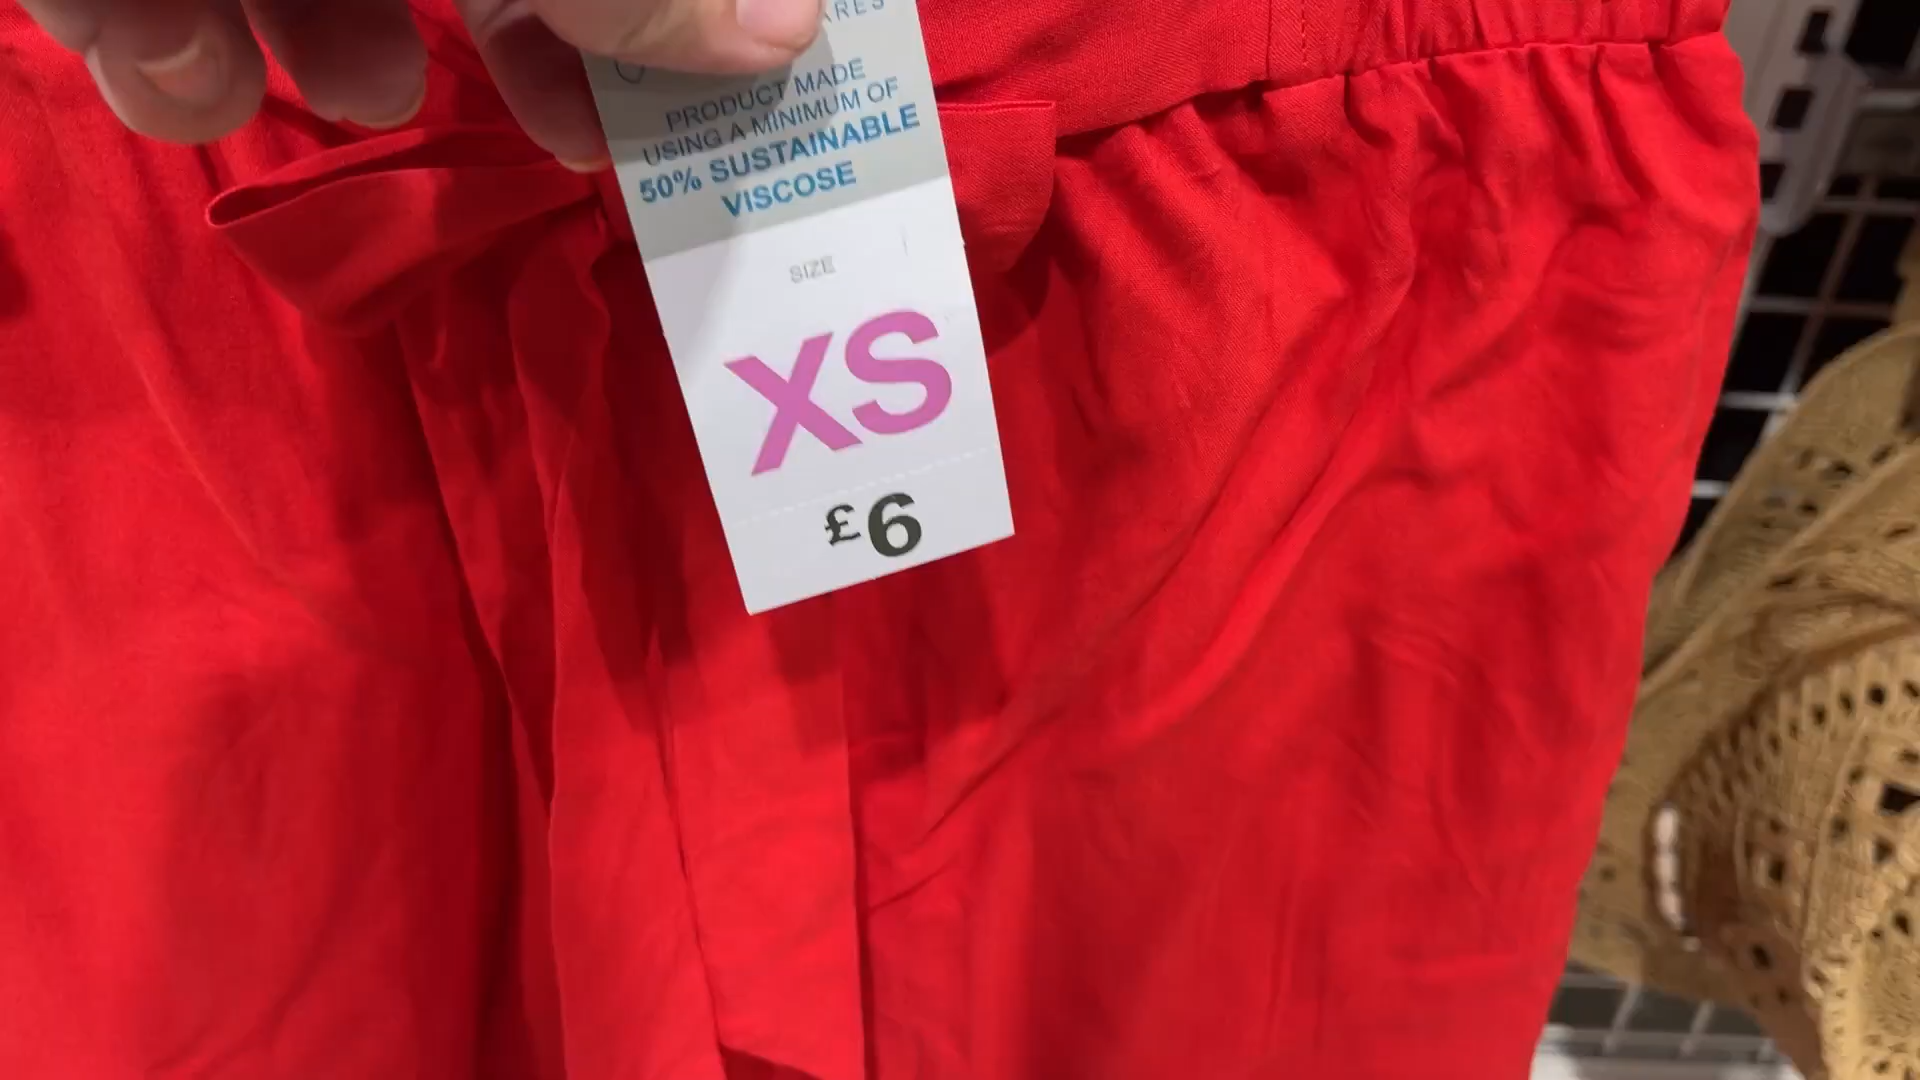 PRODUCT MADE
USING A MINIMUM OF
50% SUSTAINABLE
VISCOSE
SIZE
XS
£6